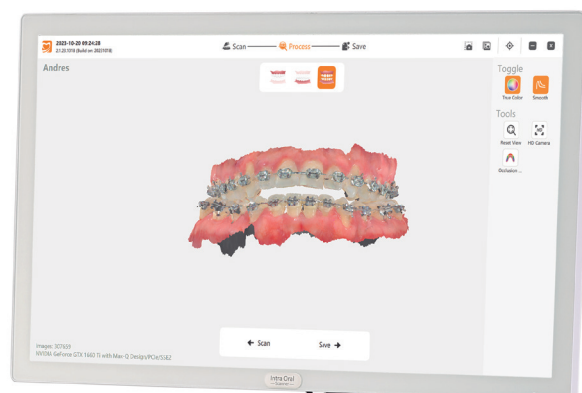 2023-10-20 09:24:28
2.1.20.1016 (Build on 20231018)
Scan
Process
Save
Andres
Toggle
True Color
Smooth
Tools
Reset View
HD Camera
Occlusion ...
Scan
Save
Images: 307659
NVIDIA GeForce GTX 1660 Ti with Max-Q Design/PCIe/SSE2
Intra Oral
Scanner